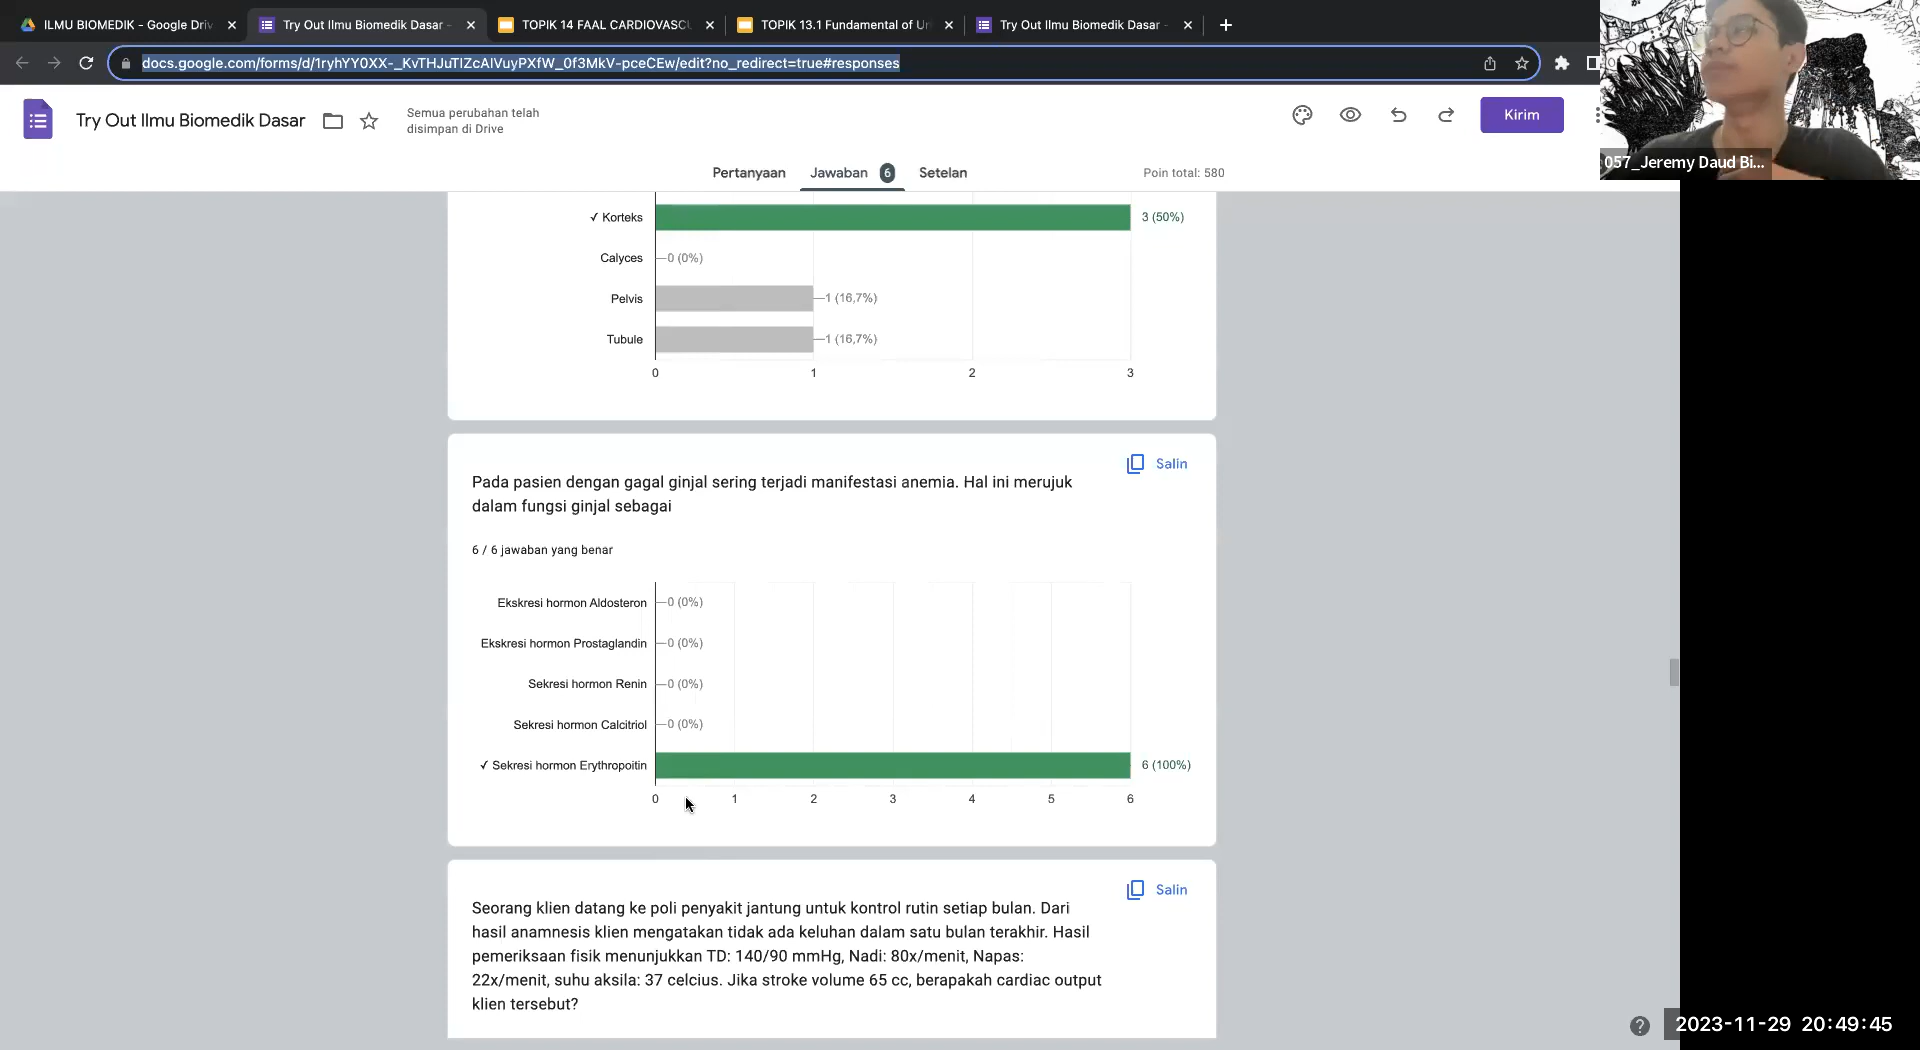 ILMU BIOMEDIK - Google Driv
Try Out Ilmu Biomedik Dasar -
TOPIK 14 FAAL CARDIOVASCU
TOPIK 13.1 Fundamental of Uri
Try Out Ilmu Biomedik Dasar -
docs.google.com/forms/d/1ryhYY0XX-_KvTHJuTlZcAlVuyPXfW_0f3MkV-pceCEw/edit?no_redirect=true#responses
Try Out Ilmu Biomedik Dasar
Semua perubahan telah
disimpan di Drive
Kirim
057_Jeremy Daud Bi...
Pertanyaan
Jawaban 6
Setelan
Poin total: 580
✓ Korteks 3 (50%)
Calyces 0 (0%)
Pelvis 1 (16,7%)
Tubule 1 (16,7%)
0 1 2 3
Salin
Pada pasien dengan gagal ginjal sering terjadi manifestasi anemia. Hal ini merujuk
dalam fungsi ginjal sebagai
6 / 6 jawaban yang benar
Ekskresi hormon Aldosteron 0 (0%)
Ekskresi hormon Prostaglandin 0 (0%)
Sekresi hormon Renin 0 (0%)
Sekresi hormon Calcitriol 0 (0%)
✓ Sekresi hormon Erythropoitin 6 (100%)
0 1 2 3 4 5 6
Salin
Seorang klien datang ke poli penyakit jantung untuk kontrol rutin setiap bulan. Dari
hasil anamnesis klien mengatakan tidak ada keluhan dalam satu bulan terakhir. Hasil
pemeriksaan fisik menunjukkan TD: 140/90 mmHg, Nadi: 80x/menit, Napas:
22x/menit, suhu aksila: 37 celcius. Jika stroke volume 65 cc, berapakah cardiac output
klien tersebut?
2023-11-29 20:49:45